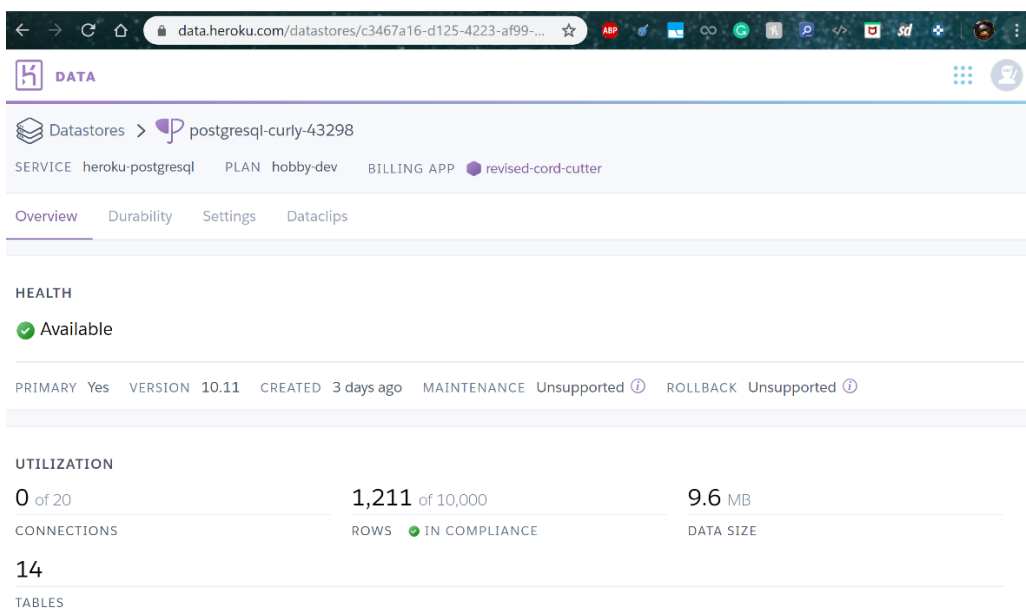 data.heroku.com/datastores/c3467a16-d125-4223-af99-...
ABP
G
sd
DATA
Datastores > postgresql-curly-43298
SERVICE heroku-postgresql PLAN hobby-dev BILLING APP revised-cord-cutter
Overview Durability Settings Dataclips
HEALTH
Available
PRIMARY Yes VERSION 10.11 CREATED 3 days ago MAINTENANCE Unsupported ROLLBACK Unsupported
UTILIZATION
0 of 20 1,211 of 10,000 9.6 MB
CONNECTIONS ROWS IN COMPLIANCE DATA SIZE
14
TABLES